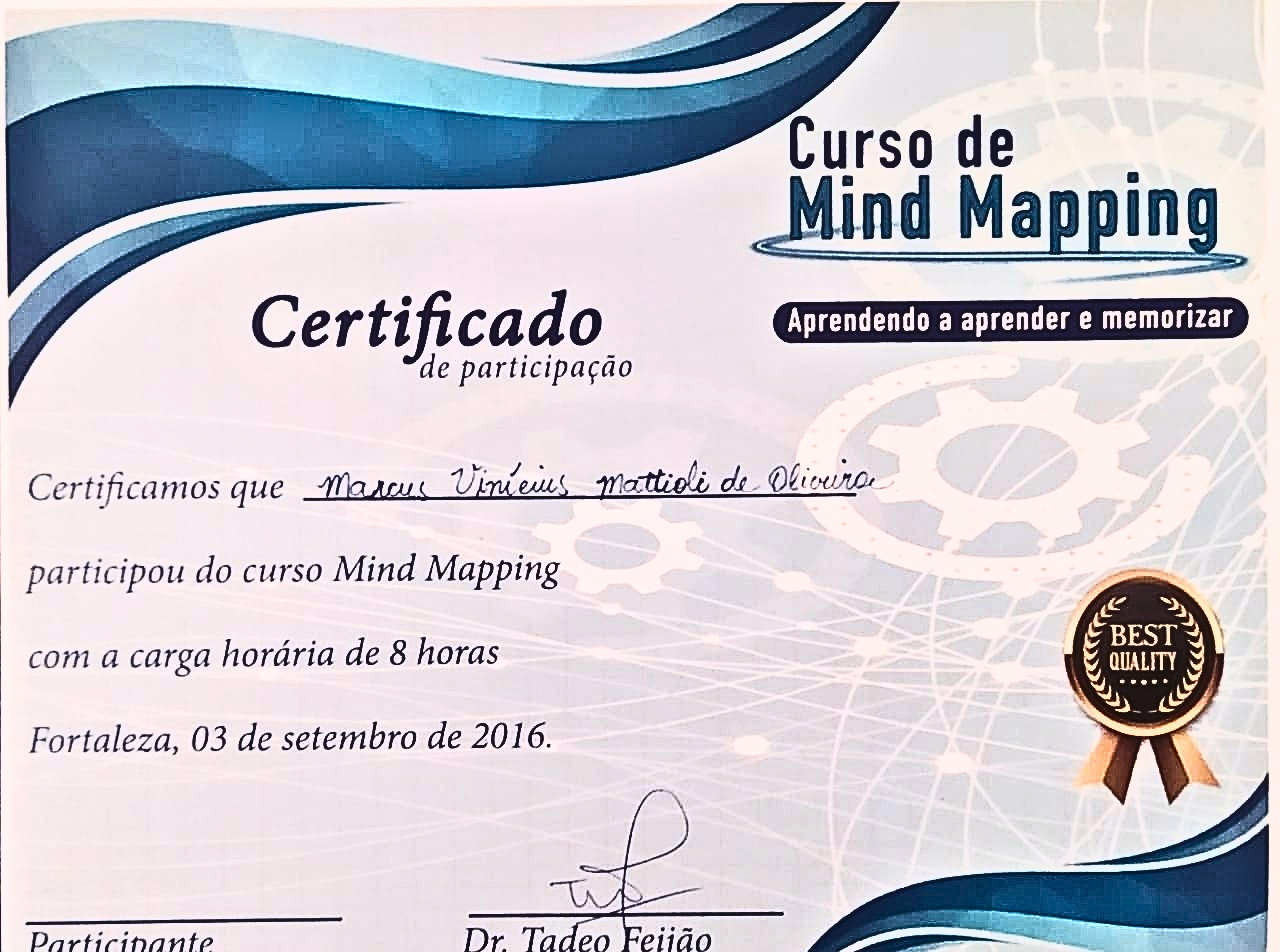 Curso de
Mind Mapping
Aprendendo a aprender e memorizar
Certificado
de participação
Certificamos que Marcus Vinícius Mattioli de Oliveira
participou do curso Mind Mapping
com a carga horária de 8 horas
Fortaleza, 03 de setembro de 2016.
BEST
QUALITY
Participante
Dr. Tadeo Feijão